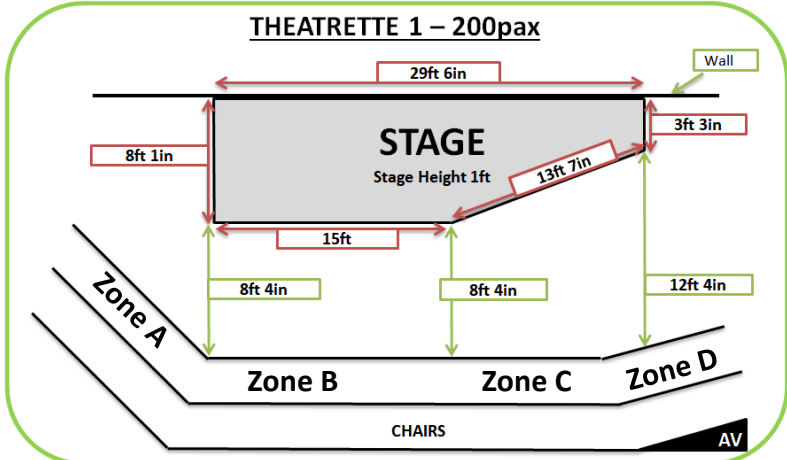 THEATRETTE 1 – 200pax
Wall
29ft 6in
3ft 3in
STAGE
8ft 1in
13ft 7in
Stage Height 1ft
15ft
8ft 4in
8ft 4in
12ft 4in
Zone A
Zone B
Zone C
Zone D
CHAIRS
AV